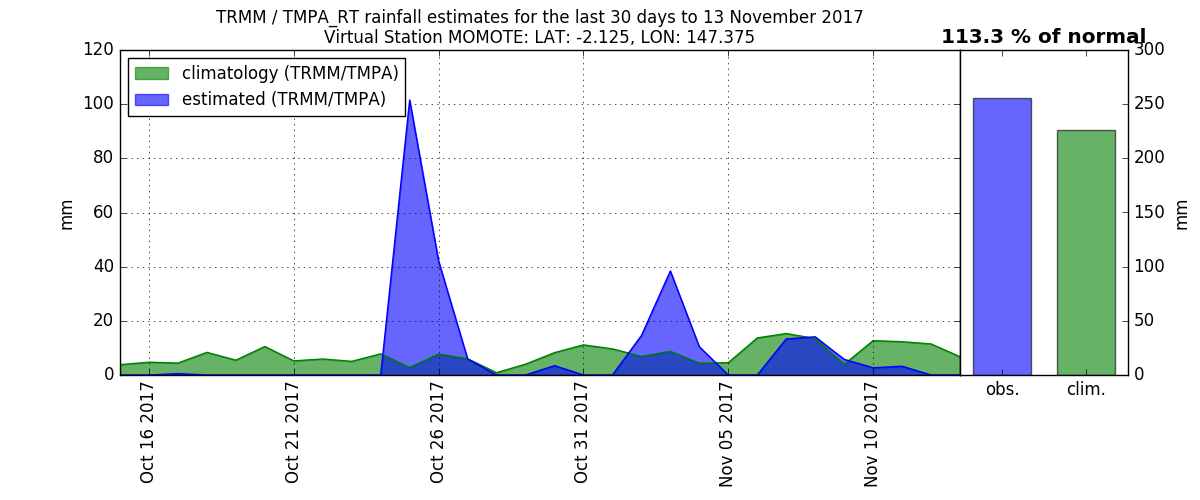 TRMM / TMPA_RT rainfall estimates for the last 30 days to 13 November 2017
Virtual Station MOMOTE: LAT: -2.125, LON: 147.375
113.3 % of normal
climatology (TRMM/TMPA)
estimated (TRMM/TMPA)
120
100
80
60
40
20
0
mm
Oct 16 2017
Oct 21 2017
Oct 26 2017
Oct 31 2017
Nov 05 2017
Nov 10 2017
300
250
200
150
100
50
0
mm
obs.
clim.